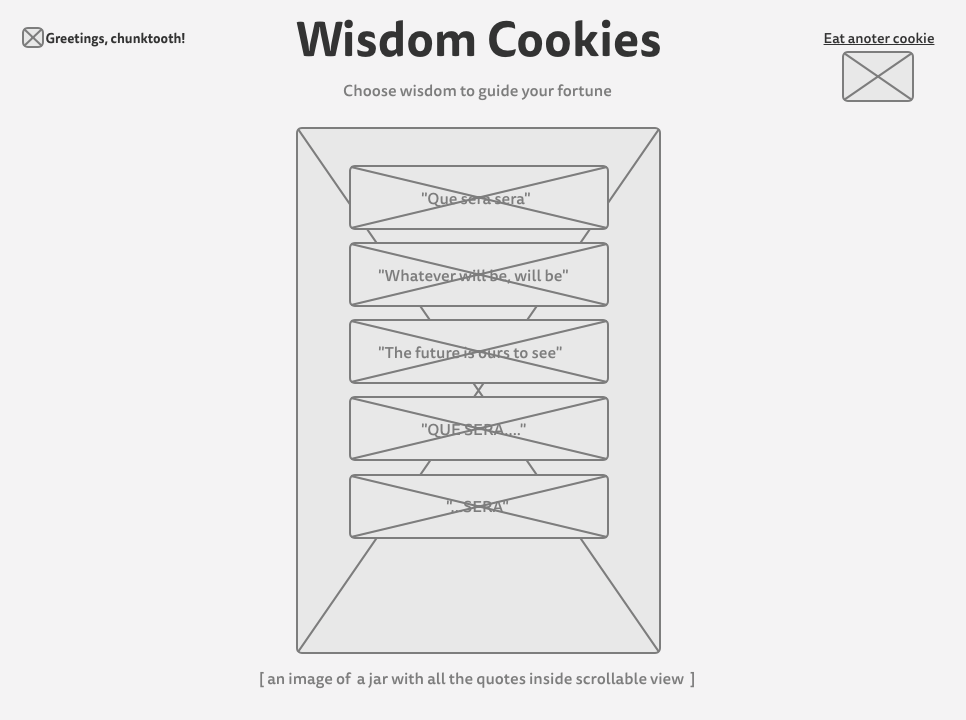 Greetings, chunktooth!
Wisdom Cookies
Eat anoter cookie
Choose wisdom to guide your fortune
"Que sera sera"
"Whatever will be, will be"
"The future is ours to see"
"QUE SERA...."
"...SERA"
[ an image of a jar with all the quotes inside scrollable view ]